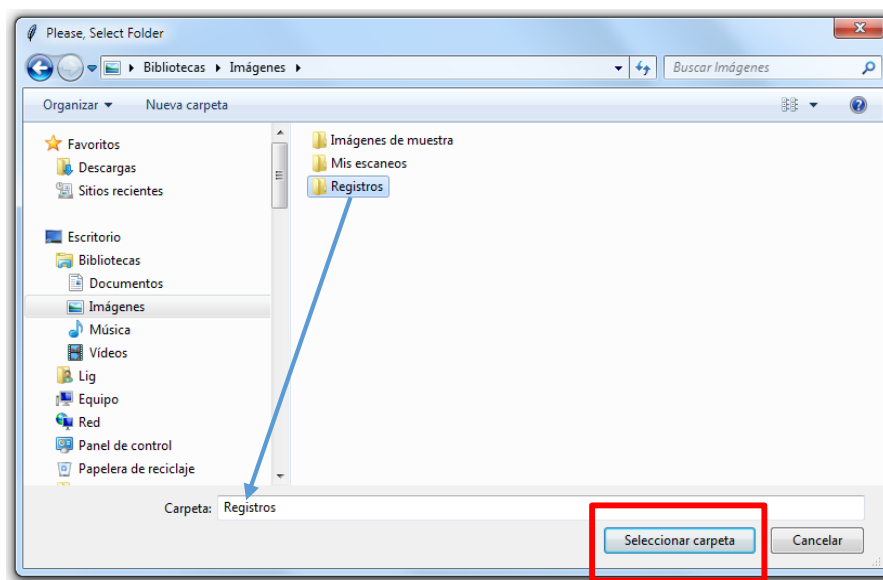 Please, Select Folder
Bibliotecas Imágenes
Buscar Imágenes
Organizar Nueva carpeta
Favoritos
Descargas
Sitios recientes
Escritorio
Bibliotecas
Documentos
Imágenes
Música
Vídeos
Lig
Equipo
Red
Panel de control
Papelera de reciclaje
Imágenes de muestra
Mis escaneos
Registros
Carpeta: Registros
Seleccionar carpeta Cancelar